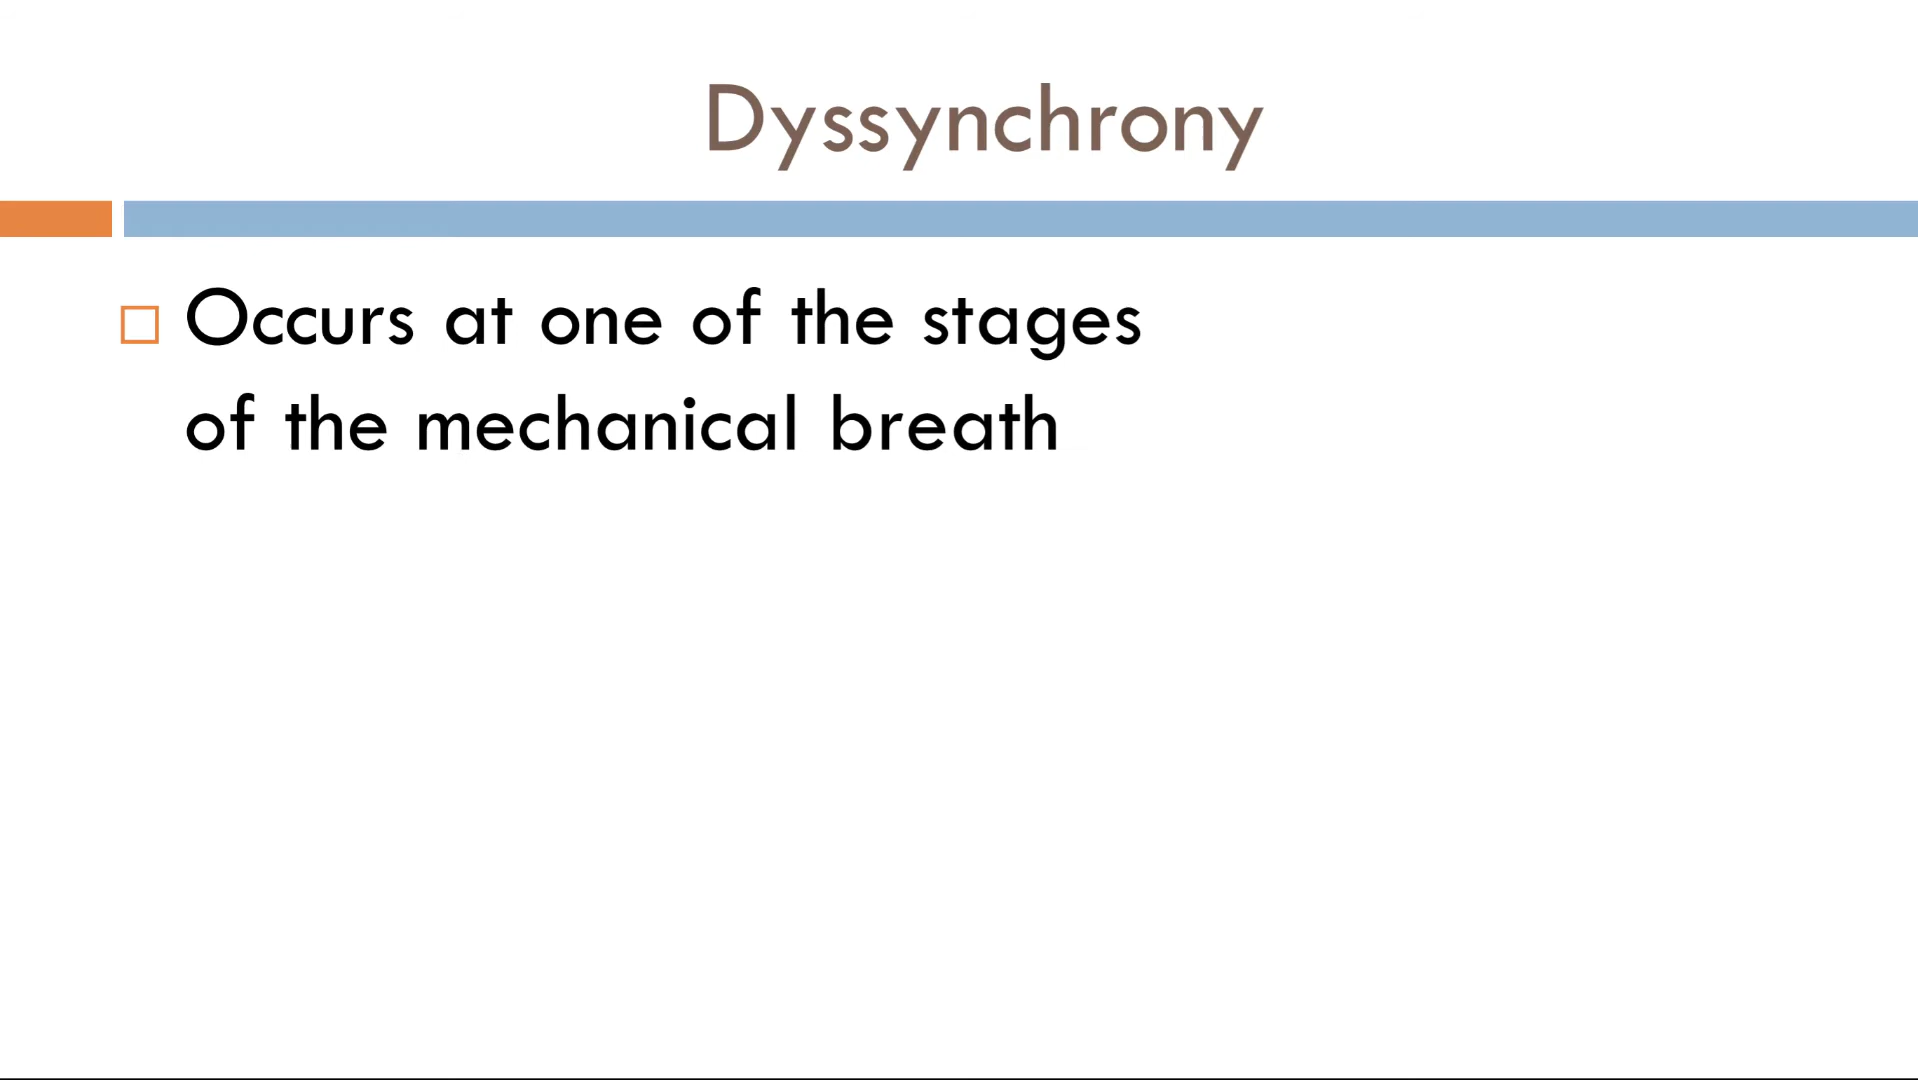 Dyssynchrony
Occurs at one of the stages
of the mechanical breath